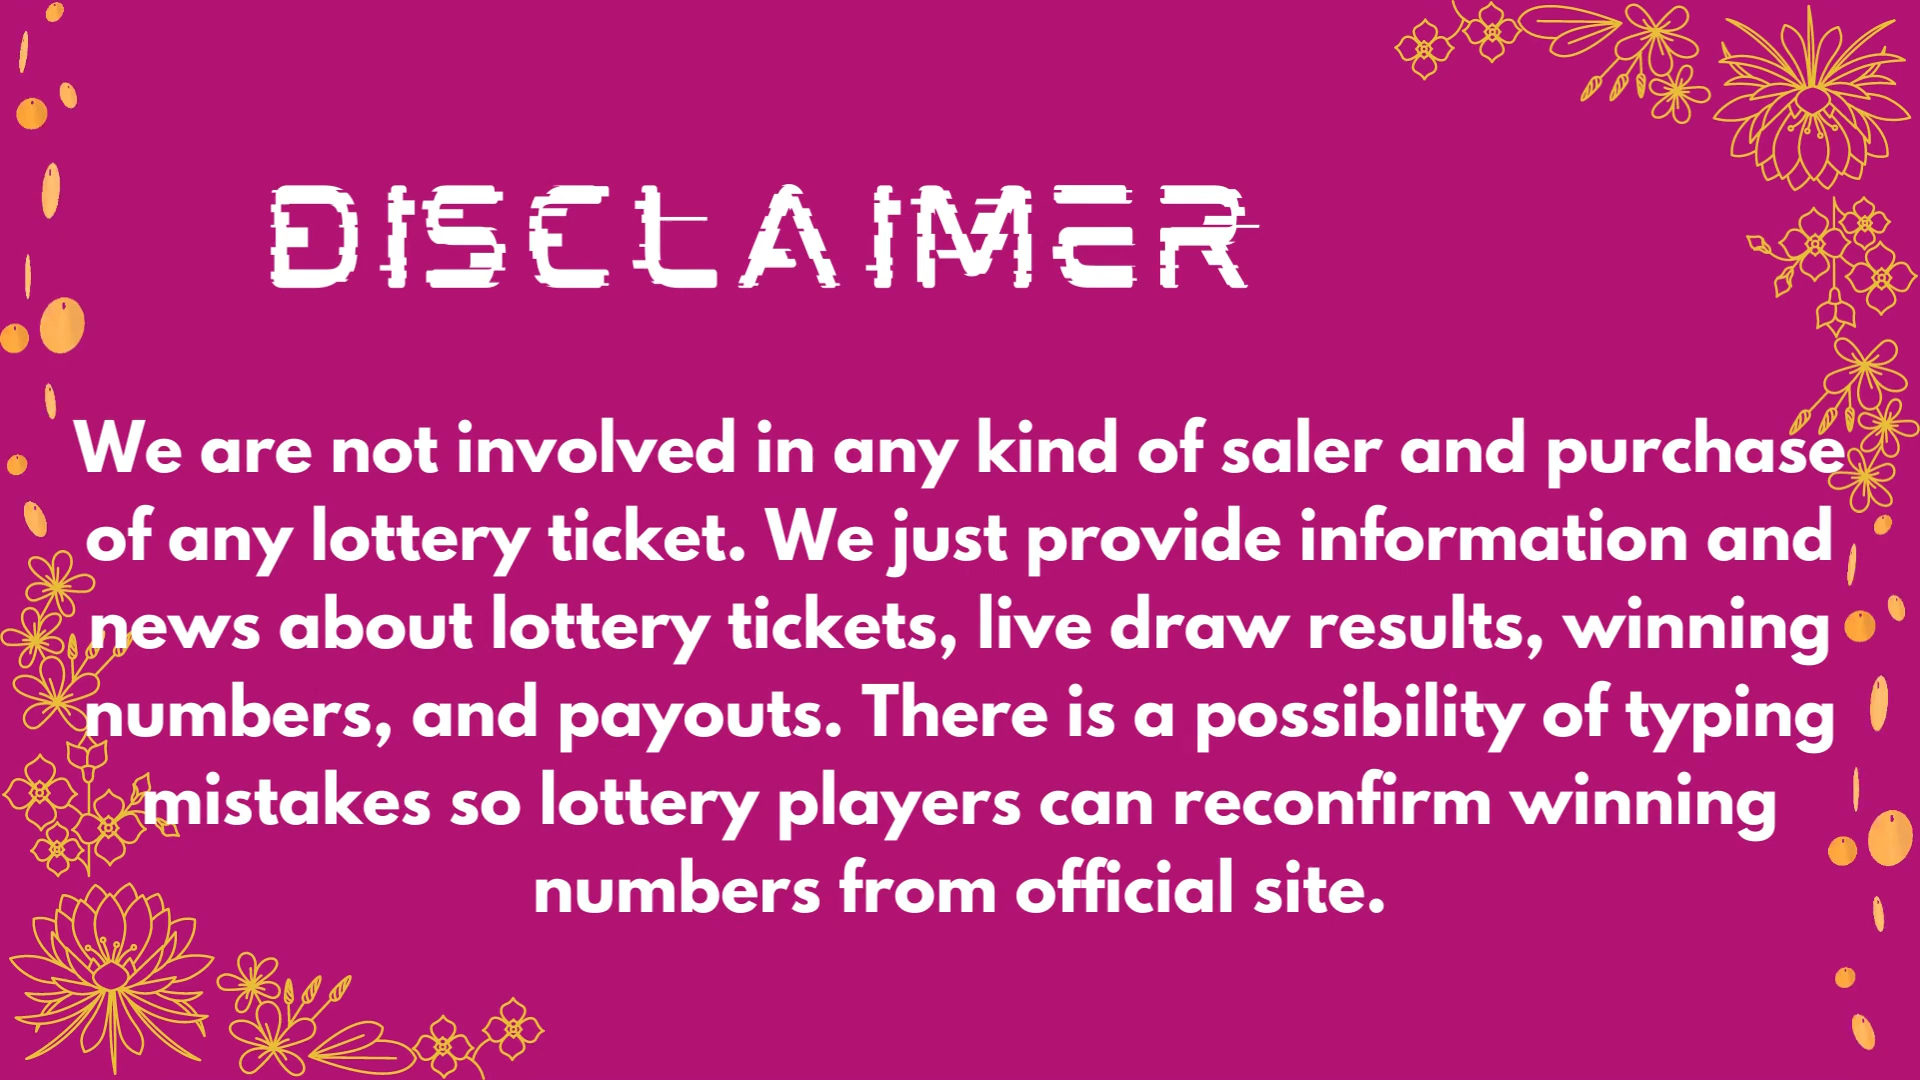 DISCLAIMER
We are not involved in any kind of saler and purchase
of any lottery ticket. We just provide information and
news about lottery tickets, live draw results, winning
numbers, and payouts. There is a possibility of typing
mistakes so lottery players can reconfirm winning
numbers from official site.